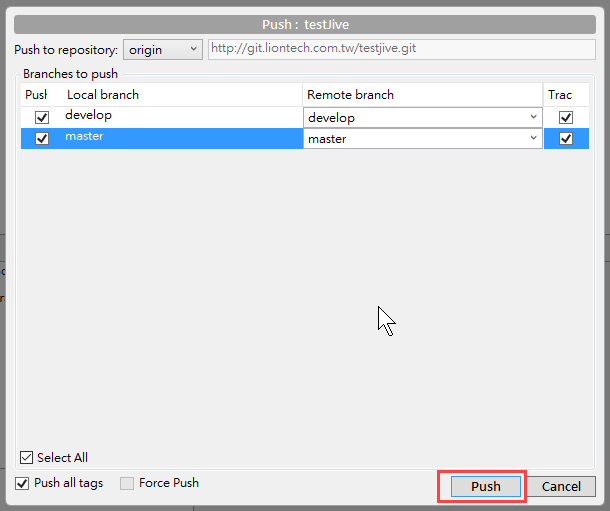 Push : testJive
Push to repository: origin http://git.liontech.com.tw/testjive.git
Branches to push
Push Local branch Remote branch Trac
develop develop
master master
Select All
Push all tags Force Push Push Cancel